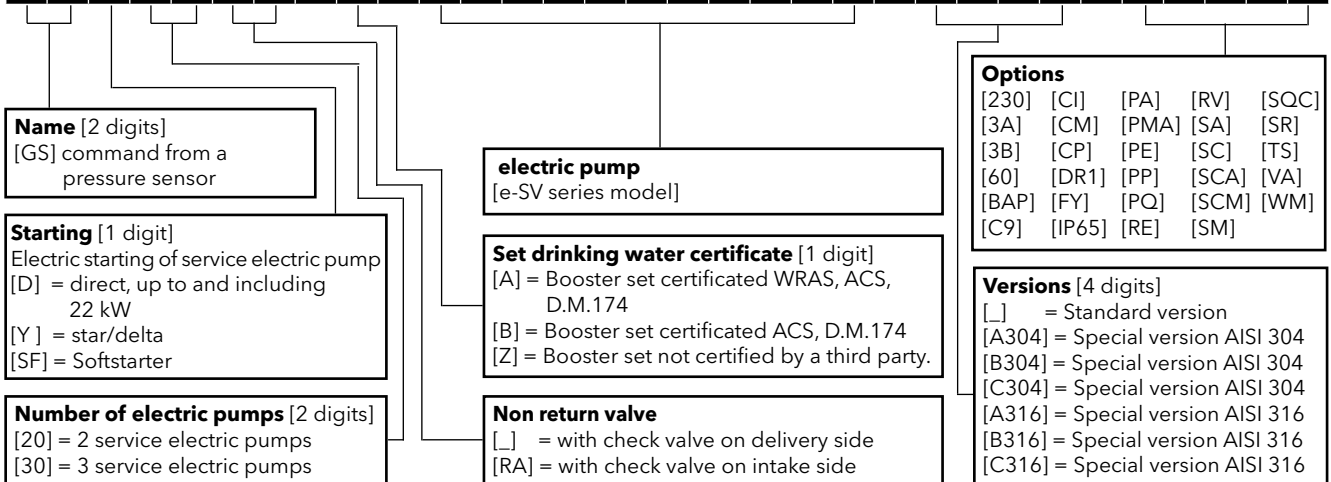 Name [2 digits]
[GS] command from a
pressure sensor
Starting [1 digit]
Electric starting of service electric pump
[D] = direct, up to and including
22 kW
[Y ] = star/delta
[SF] = Softstarter
Number of electric pumps [2 digits]
[20] = 2 service electric pumps
[30] = 3 service electric pumps
electric pump
[e-SV series model]
Set drinking water certificate [1 digit]
[A] = Booster set certificated WRAS, ACS,
D.M.174
[B] = Booster set certificated ACS, D.M.174
[Z] = Booster set not certified by a third party.
Non return valve
[_] = with check valve on delivery side
[RA] = with check valve on intake side
Options
[230] [CI] [PA] [RV] [SQC]
[3A] [CM] [PMA] [SA] [SR]
[3B] [CP] [PE] [SC] [TS]
[60] [DR1] [PP] [SCA] [VA]
[BAP] [FY] [PQ] [SCM] [WM]
[C9] [IP65] [RE] [SM]
Versions [4 digits]
[_] = Standard version
[A304] = Special version AISI 304
[B304] = Special version AISI 304
[C304] = Special version AISI 304
[A316] = Special version AISI 316
[B316] = Special version AISI 316
[C316] = Special version AISI 316